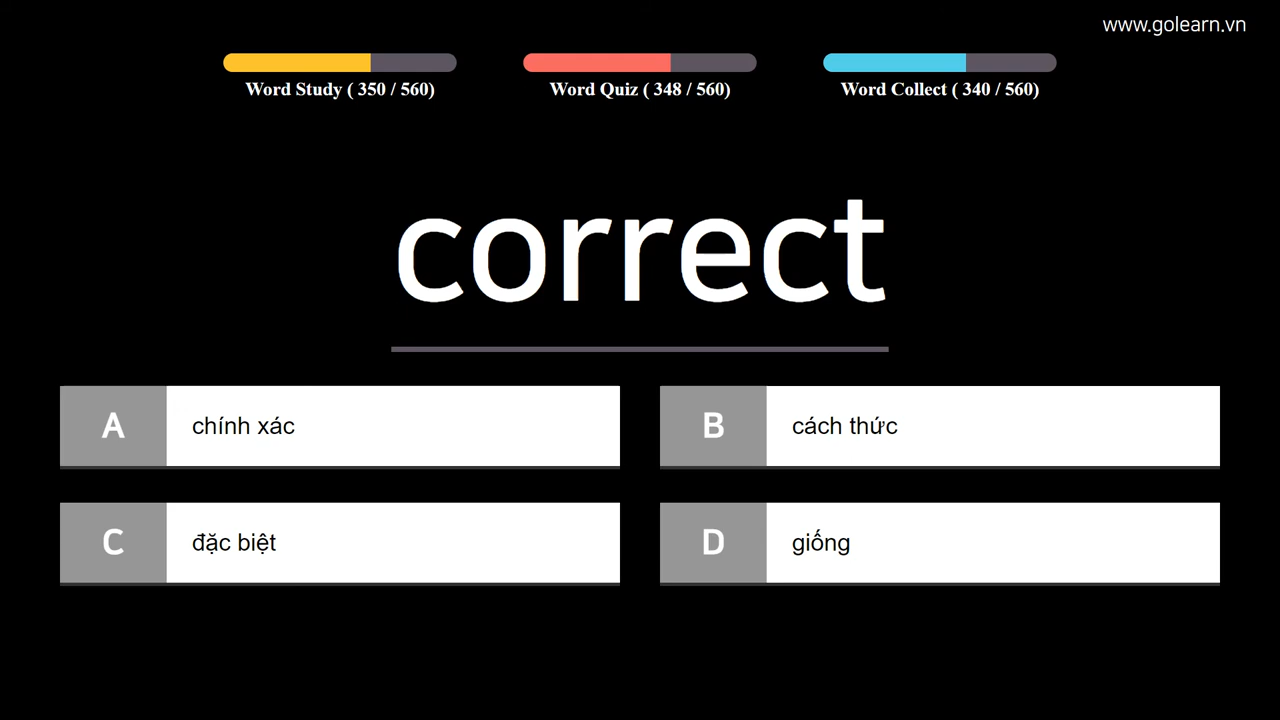 www.golearn.vn
Word Study ( 350 / 560)
Word Quiz ( 348 / 560)
Word Collect ( 340 / 560)
correct
A chính xác
B cách thức
C đặc biệt
D giống